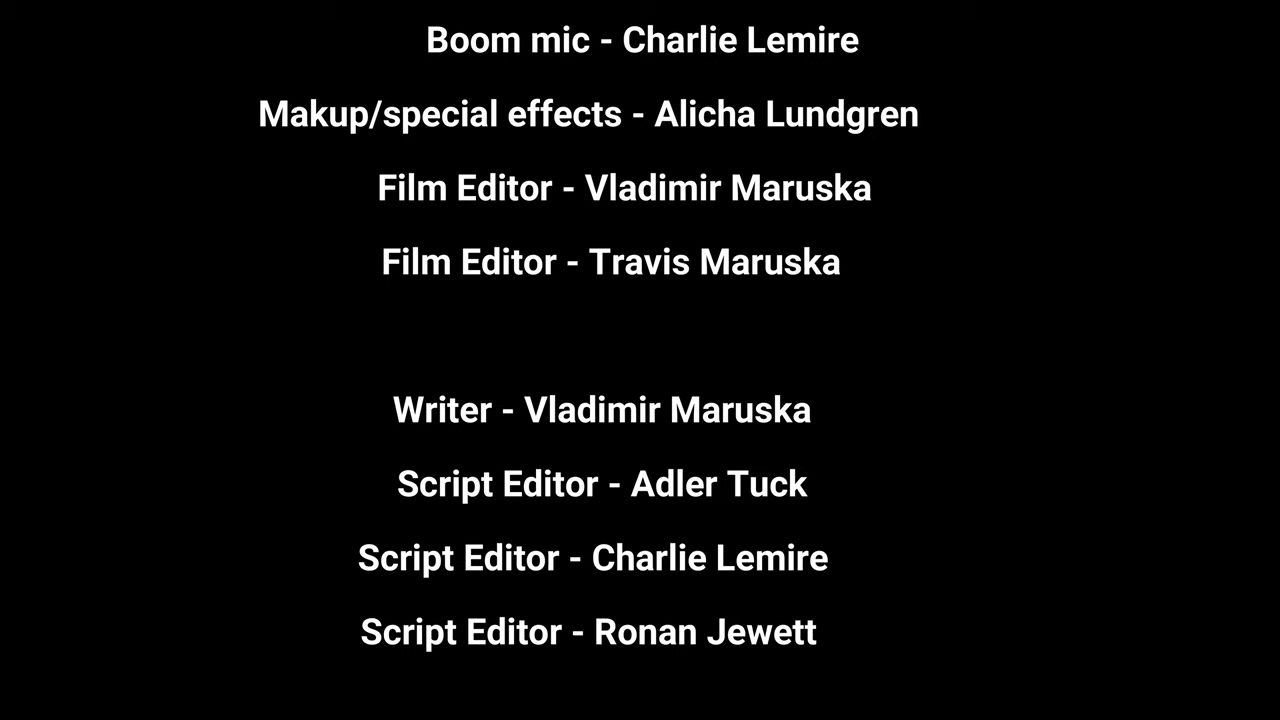 Boom mic - Charlie Lemire
Makup/special effects - Alicha Lundgren
Film Editor - Vladimir Maruska
Film Editor - Travis Maruska
Writer - Vladimir Maruska
Script Editor - Adler Tuck
Script Editor - Charlie Lemire
Script Editor - Ronan Jewett